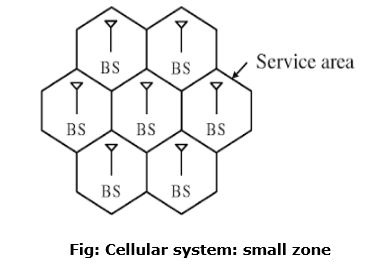 BS BS
Service area
BS BS BS
BS BS
Fig: Cellular system: small zone